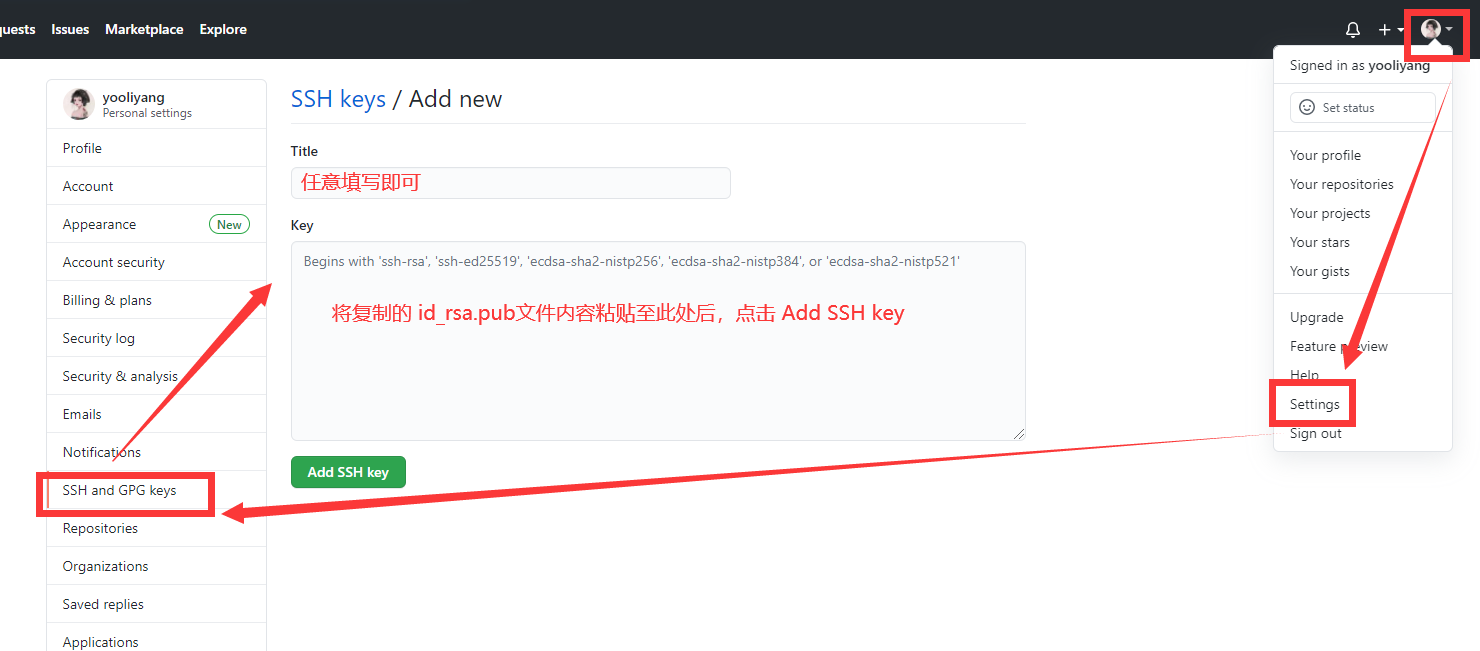 quests Issues Marketplace Explore
Signed in as yooliyang
Set status
Your profile
Your repositories
Your projects
Your stars
Your gists
Upgrade
Feature preview
Help
Settings
Sign out
yooliyang
Personal settings
Profile
Account
Appearance New
Account security
Billing & plans
Security log
Security & analysis
Emails
Notifications
SSH and GPG keys
Repositories
Organizations
Saved replies
Applications
SSH keys / Add new
Title
任意填写即可
Key
Begins with 'ssh-rsa', 'ssh-ed25519', 'ecdsa-sha2-nistp256', 'ecdsa-sha2-nistp384', or 'ecdsa-sha2-nistp521'
将复制的 id_rsa.pub文件内容粘贴至此处后，点击 Add SSH key
Add SSH key